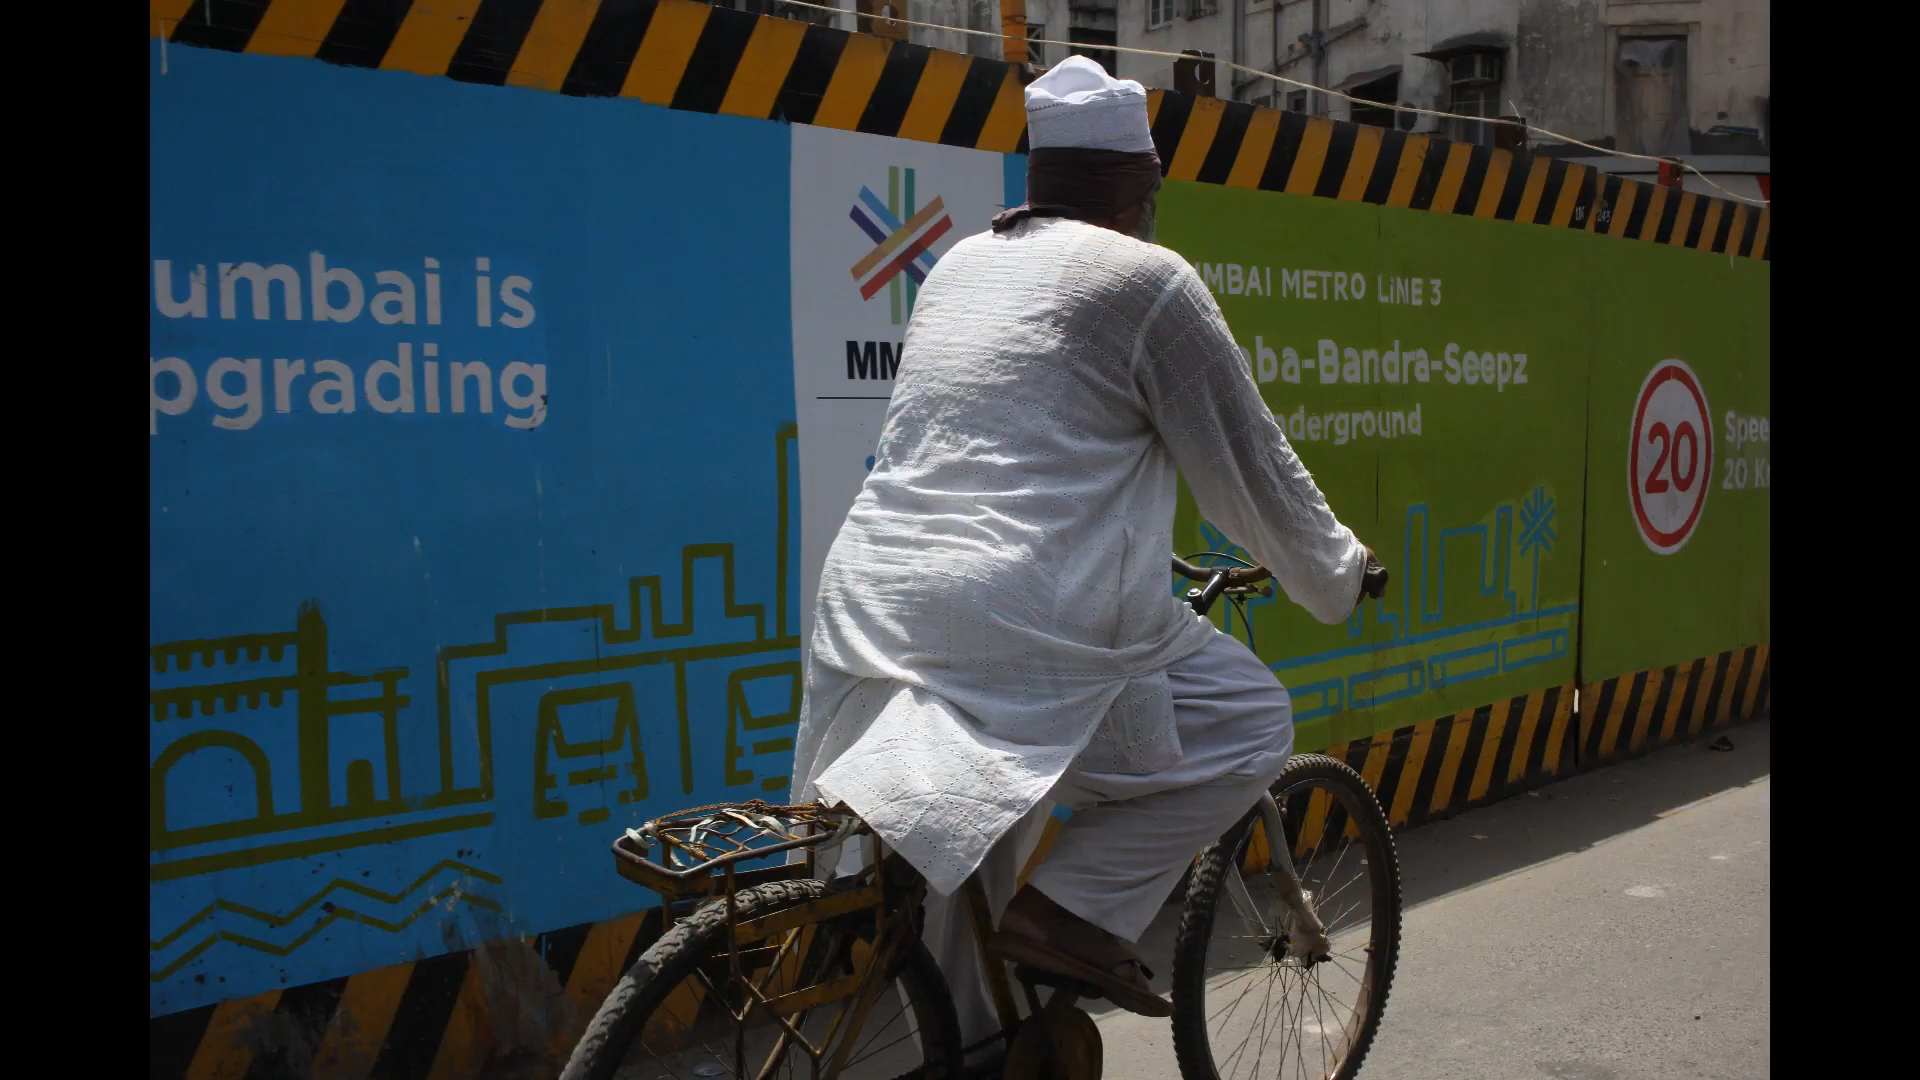 umbai is
pgrading
MM
MBAI METRO LiNE 3
aba-Bandra-Seepz
nderground
20
Spee
20 K